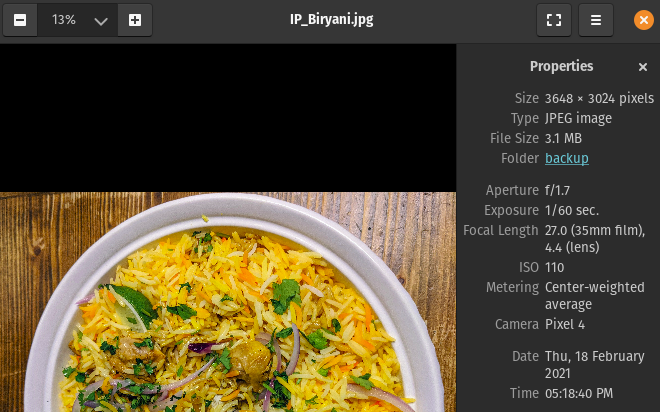 13%
IP_Biryani.jpg
Properties
Size 3648 × 3024 pixels
Type JPEG image
File Size 3.1 MB
Folder backup
Aperture f/1.7
Exposure 1/60 sec.
Focal Length 27.0 (35mm film),
4.4 (lens)
ISO 110
Metering Center-weighted
average
Camera Pixel 4
Date Thu, 18 February
2021
Time 05:18:40 PM